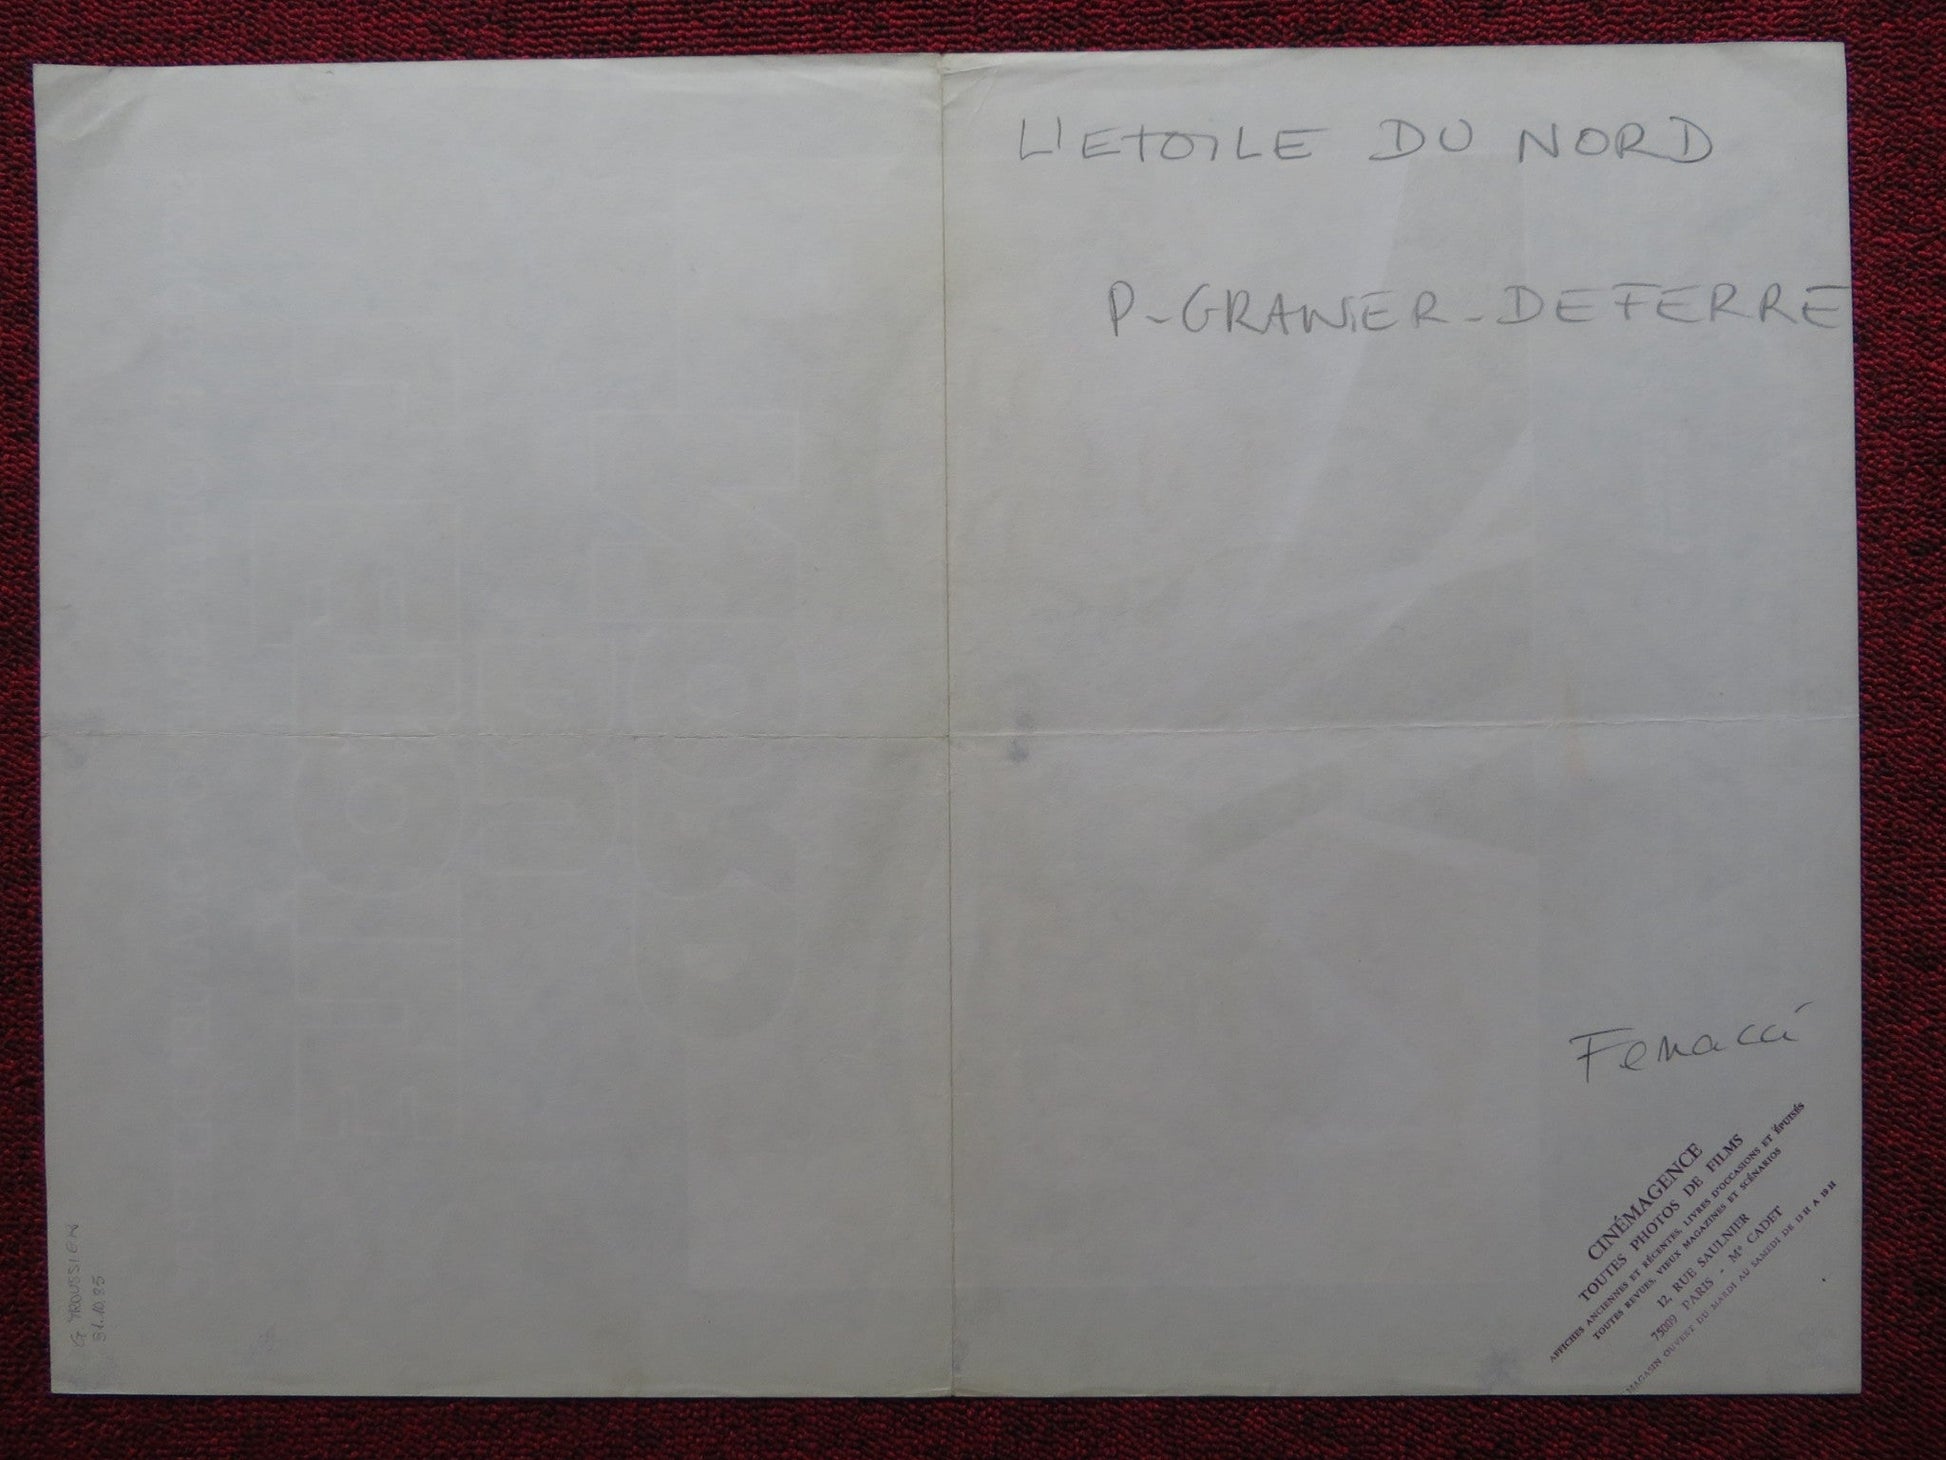 L'ETOILE DU NORD
P-GRANIER-DEFERRE
CINÉMAGENCE
TOUTES PHOTOS DE FILMS
AFFICHES ANCIENNES ET RÉCENTES, LIVRES D'OCCASIONS ET ÉPUISÉS
TOUTES REVUES, VIEUX MAGAZINES ET SCÉNARIOS
12, RUE SAULNIER
75009 PARIS - Mº CADET
MAGASIN OUVERT DU MARDI AU SAMEDI DE 13 H A 19 H
G